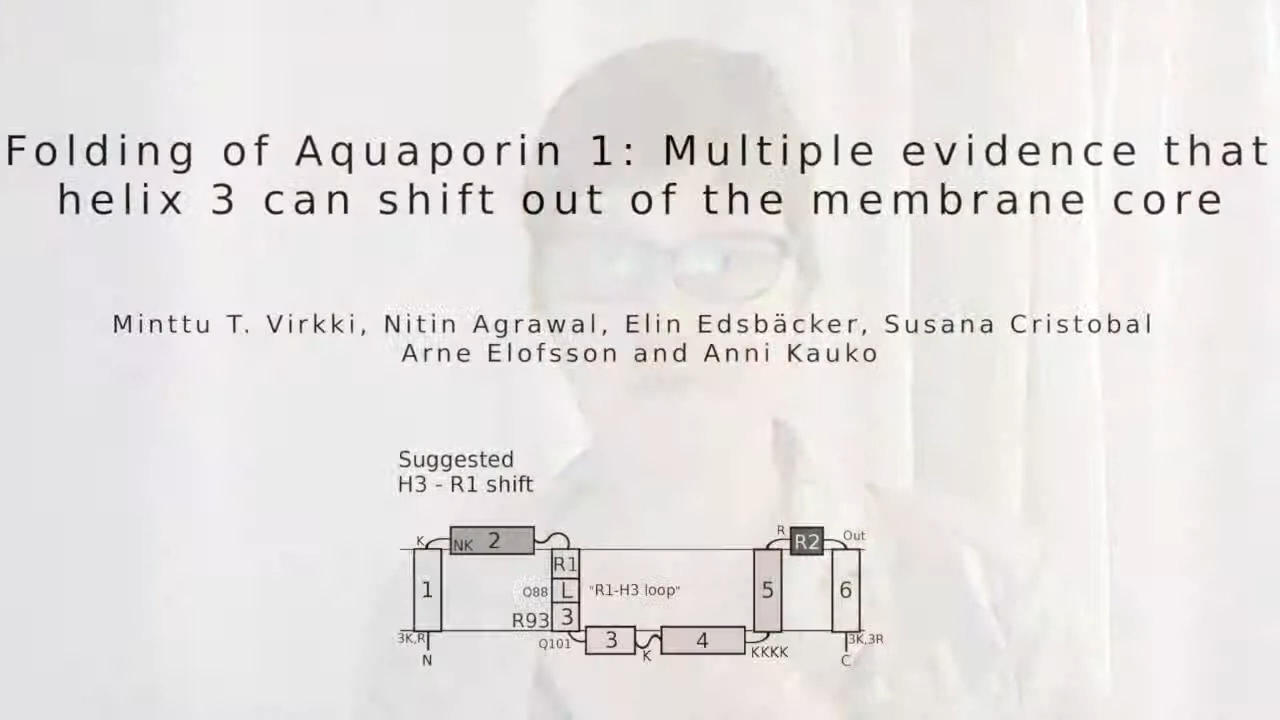 Folding of Aquaporin 1: Multiple evidence that
helix 3 can shift out of the membrane core
Minttu T. Virkki, Nitin Agrawal, Elin Edsbäcker, Susana Cristobal
Arne Elofsson and Anni Kauko
Suggested
H3 - R1 shift
K
NK
2
R
R2
Out
R1
1
O88
L
"R1-H3 loop"
5
6
R93
3
3K,R
Q101
3
K
4
KKKK
3K,3R
N
C